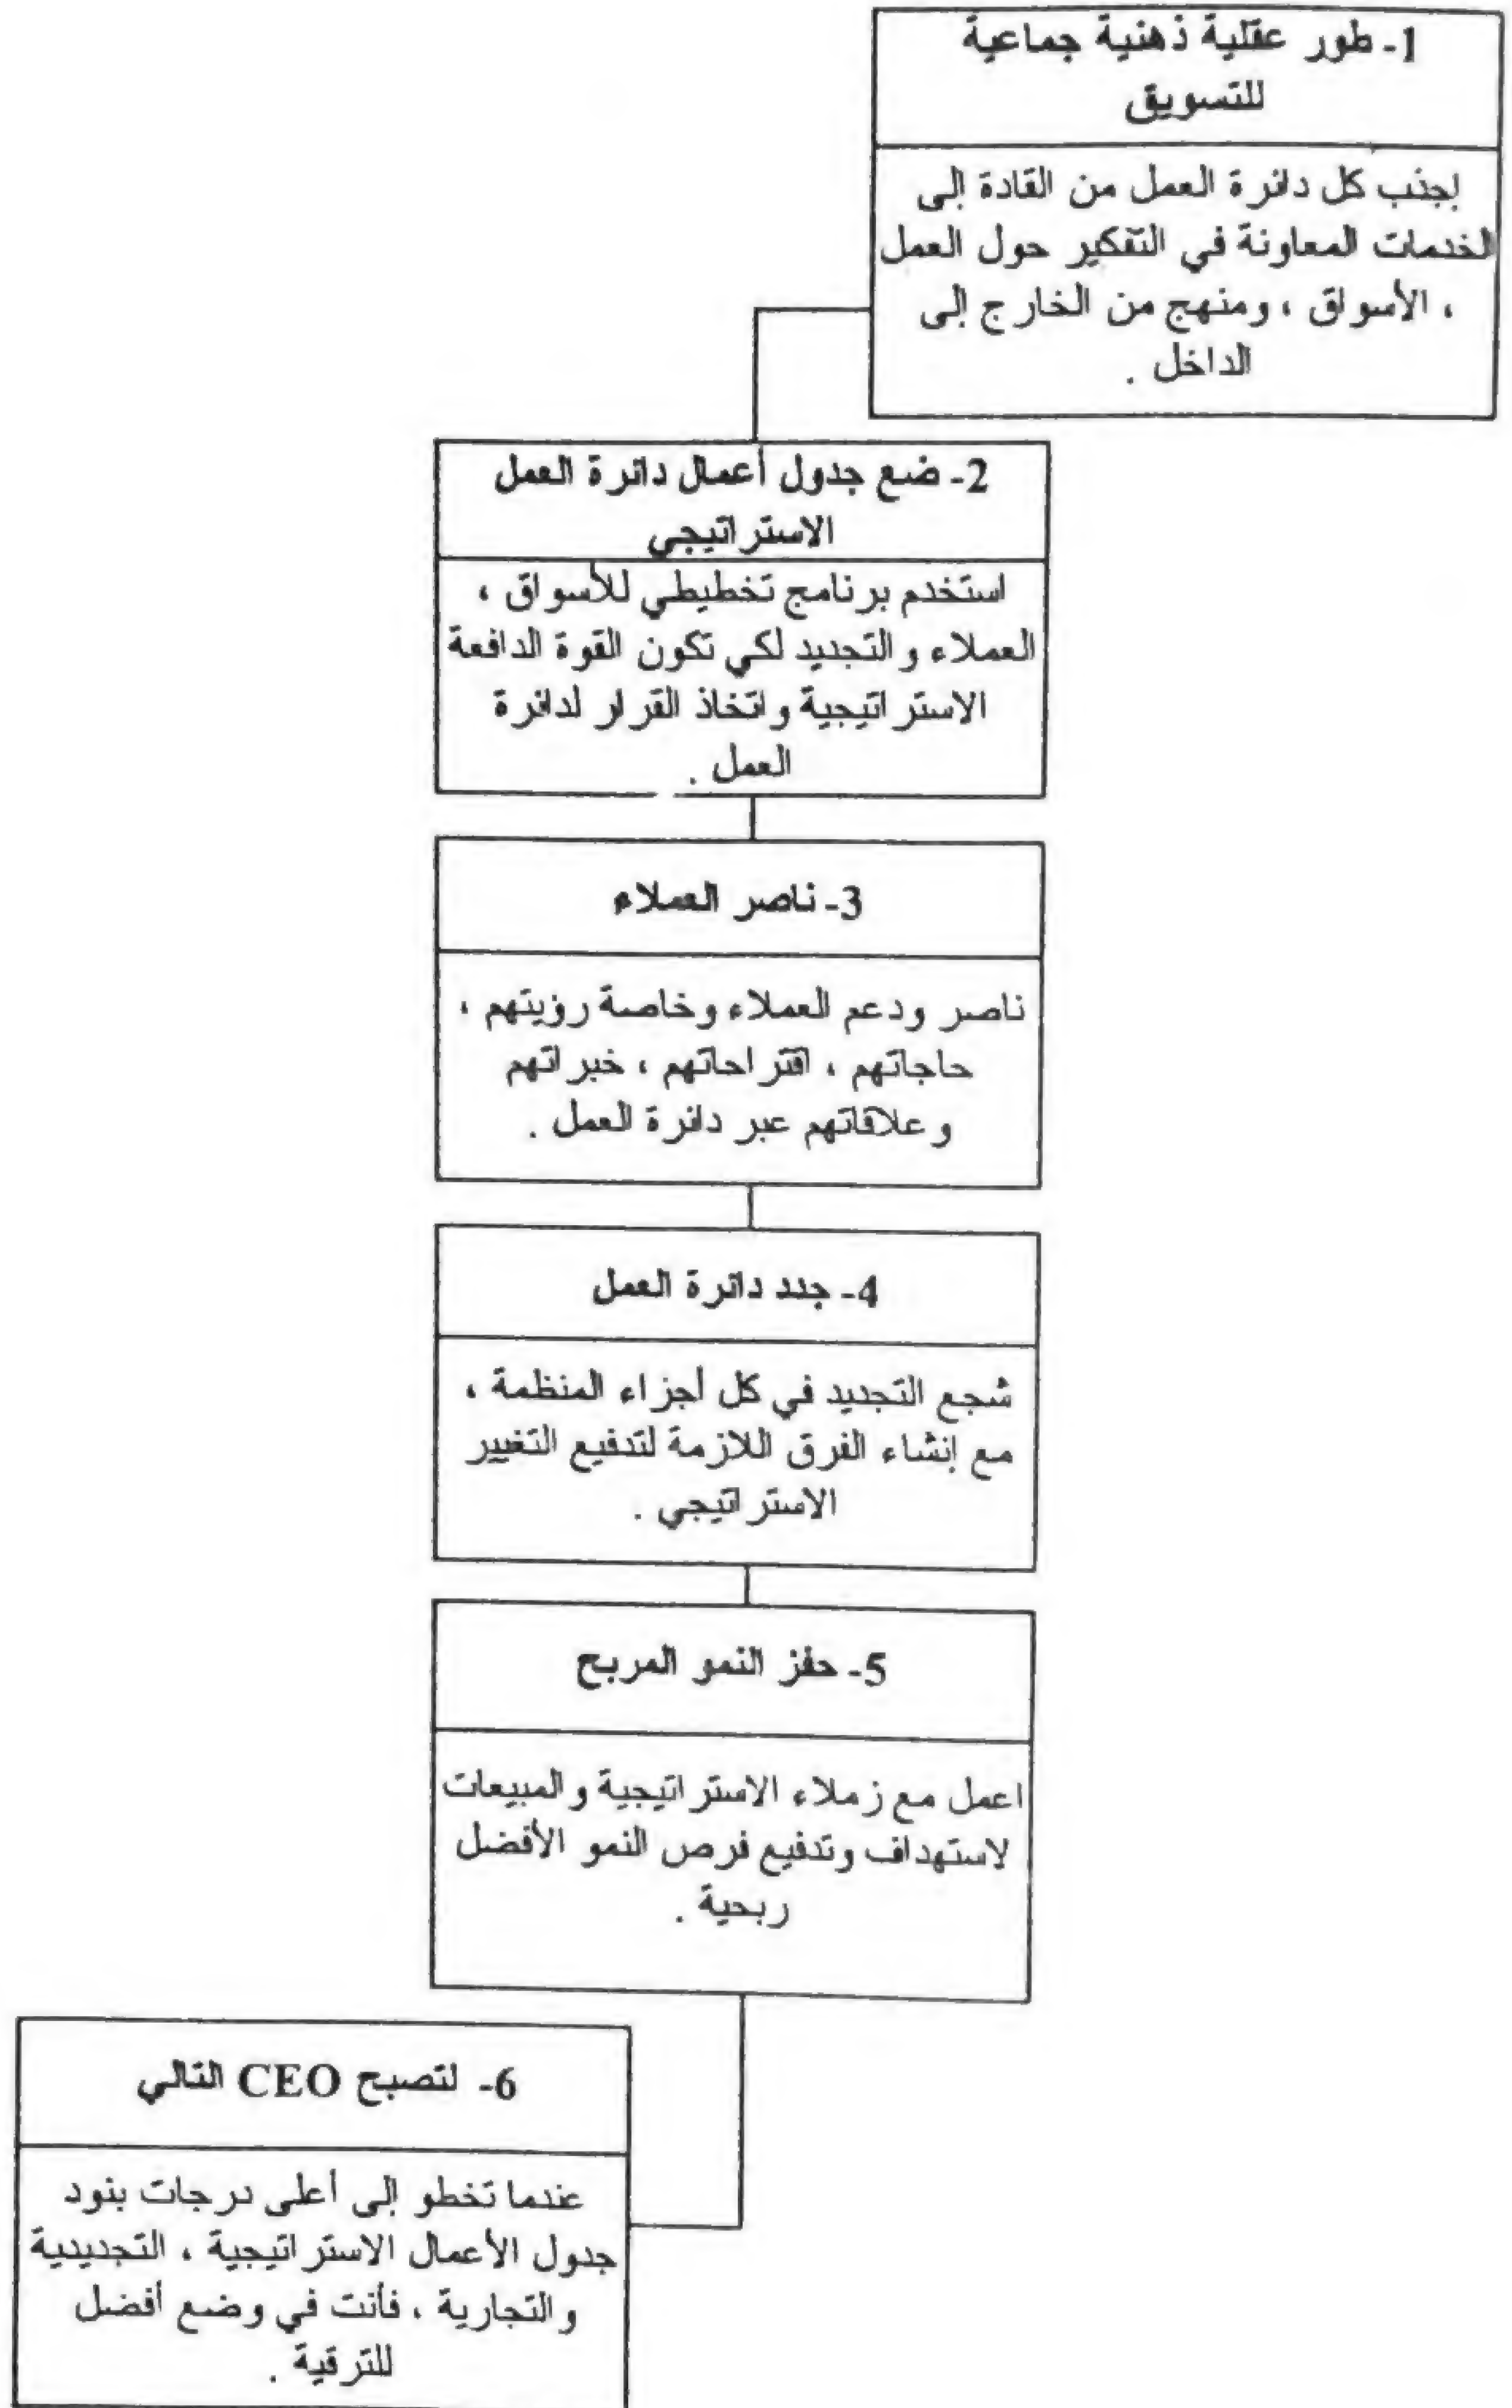 1- طور عقلية ذهنية جماعية
للتسويق
اجذب كل دائرة العمل من القادة إلى
الخدمات المعاونة في التفكير حول العمل
، الأسواق ، ومنهج من الخارج إلى
الداخل .
2- ضع جدول أعمال دائرة العمل
الاستراتيجي
استخدم برنامج تخطيطي للأسواق ،
العملاء والتجديد لكي تكون القوة الدافعة
الاستراتيجية واتخاذ القرار لدائرة
العمل .
3- ناصر العملاء
ناصر ودعم العملاء وخاصة رؤيتهم ،
حاجاتهم ، اقتراحاتهم ، خبراتهم
وعلاقاتهم عبر دائرة العمل .
4- جدد دائرة العمل
شجع التجديد في كل أجزاء المنظمة ،
مع إنشاء الفرق اللازمة لتدفيع التغيير
الاستراتيجي .
5- حفز النمو المربح
اعمل مع زملاء الاستراتيجية والمبيعات
لاستهداف وتدفيع فرص النمو الأفضل
ربحية .
6- لتصبح CEO التالي
عندما تخطو إلى أعلى درجات بنود
جدول الأعمال الاستراتيجية ، التجديدية
والتجارية ، فأنت في وضع أفضل
للترقية .